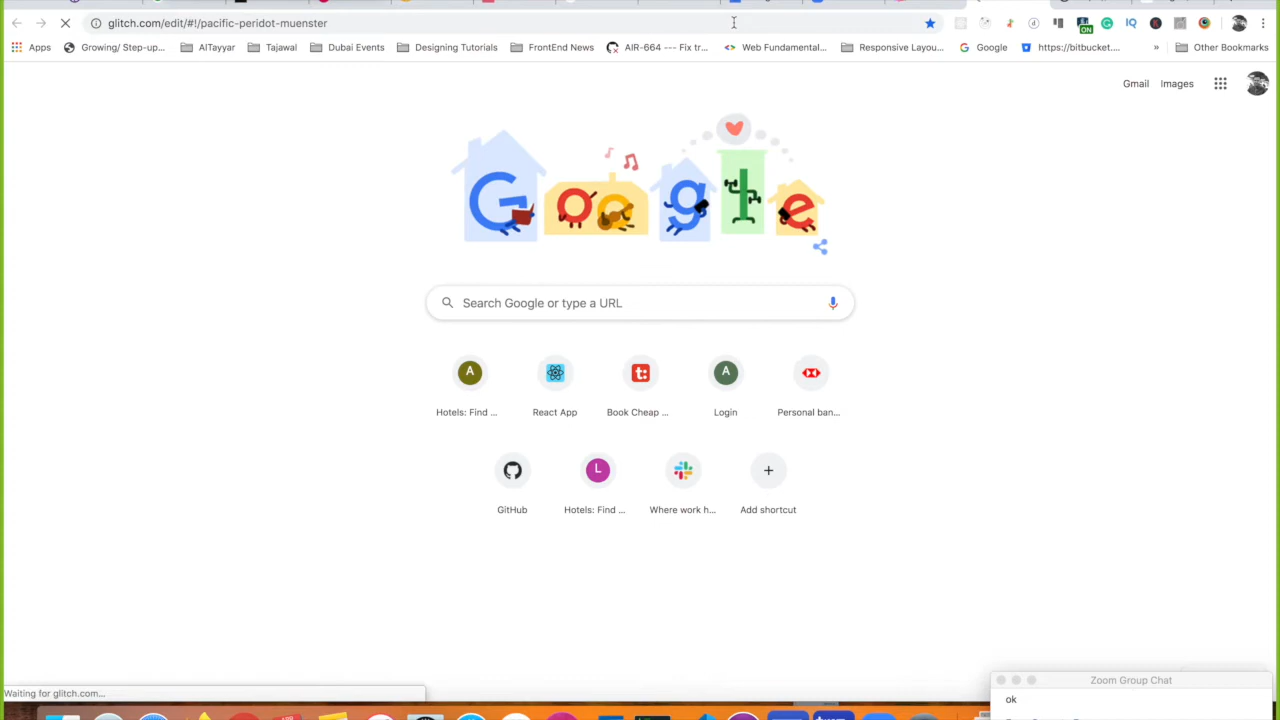 glitch.com/edit/#!/pacific-peridot-muenster
Apps Growing/ Step-up... AlTayyar Tajawal Dubai Events Designing Tutorials FrontEnd News AIR-664 --- Fix tr... Web Fundamental... Responsive Layou... Google https://bitbucket.... » Other Bookmarks
ON
IQ
Gmail Images
Google
Search Google or type a URL
A
t:
A
Hotels: Find ... React App Book Cheap ... Login Personal ban...
L
GitHub Hotels: Find ... Where work h... Add shortcut
Waiting for glitch.com...
Zoom Group Chat
ok